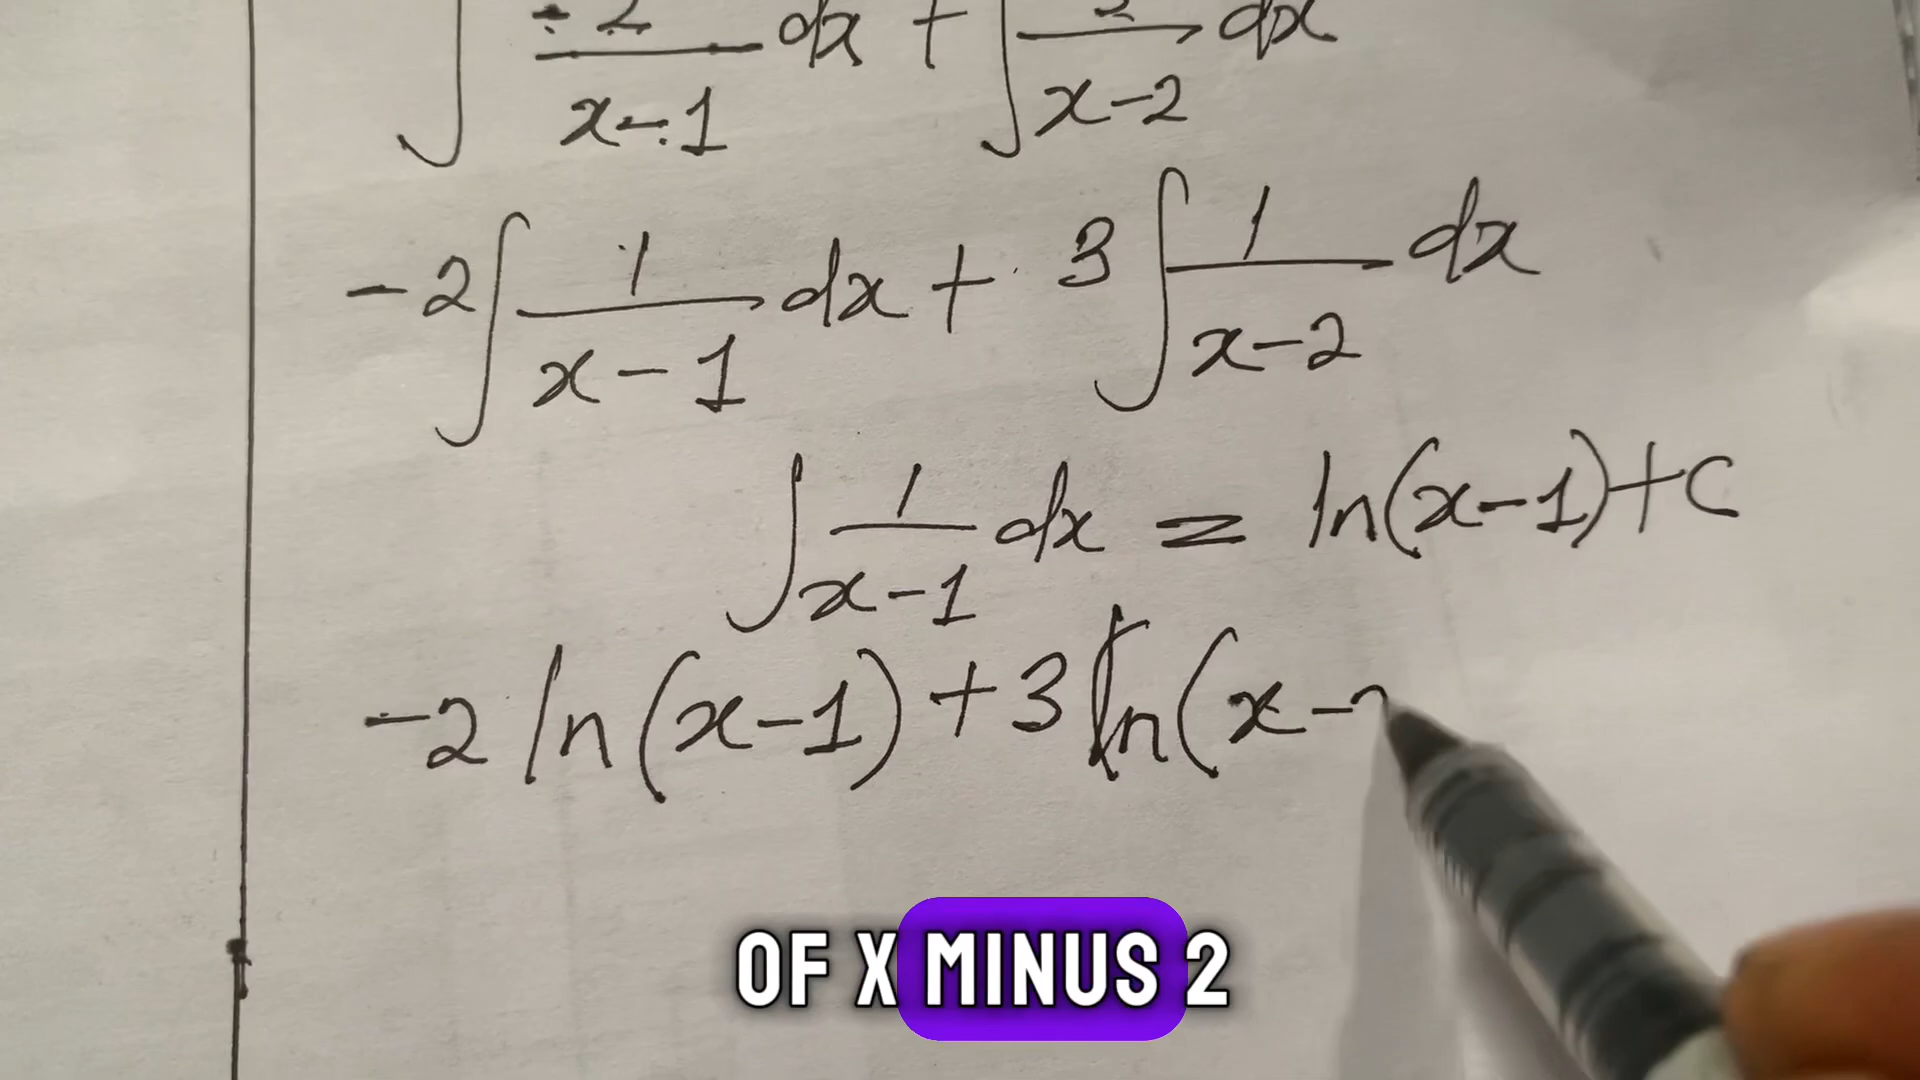 ∫ -2/(x-1) dx + ∫ /(x-2) dx
-2∫ 1/(x-1) dx + 3∫ 1/(x-2) dx
∫ 1/(x-1) dx = ln(x-1)+c
-2 ln(x-1) +3 ln(x-
OF X MINUS 2